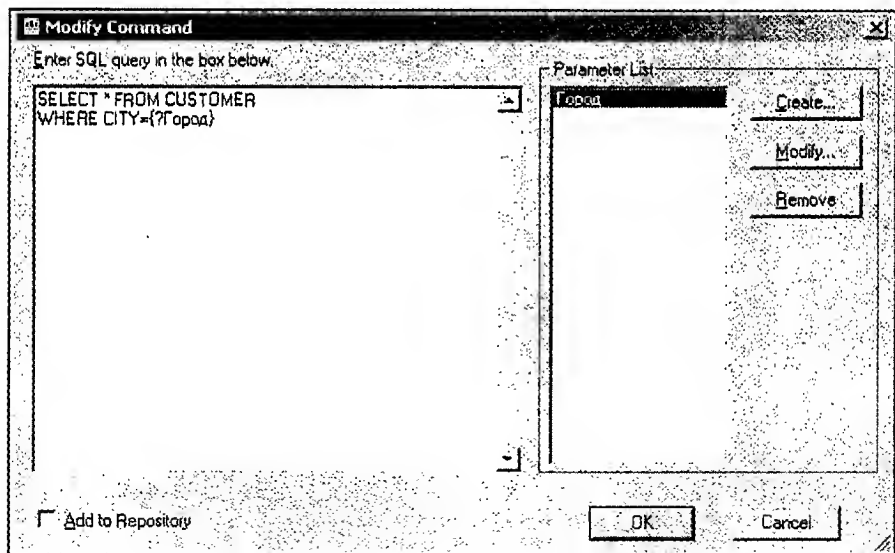 Modify Command
Enter SQL query in the box below.
SELECT * FROM CUSTOMER
WHERE CITY={?Город}
Parameter List
Город
Create...
Modify...
Remove
Add to Repository
OK
Cancel